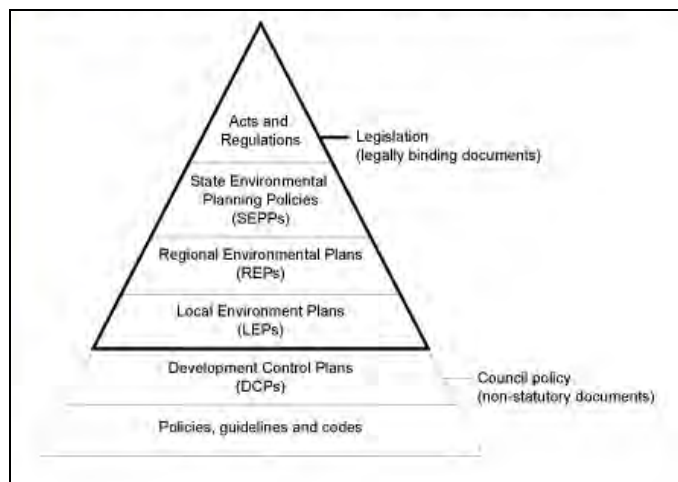 Acts and
Regulations
Legislation
(legally binding documents)
State Environmental
Planning Policies
(SEPPs)
Regional Environmental Plans
(REPs)
Local Environment Plans
(LEPs)
Development Control Plans
(DCPs)
Council policy
(non-statutory documents)
Policies, guidelines and codes